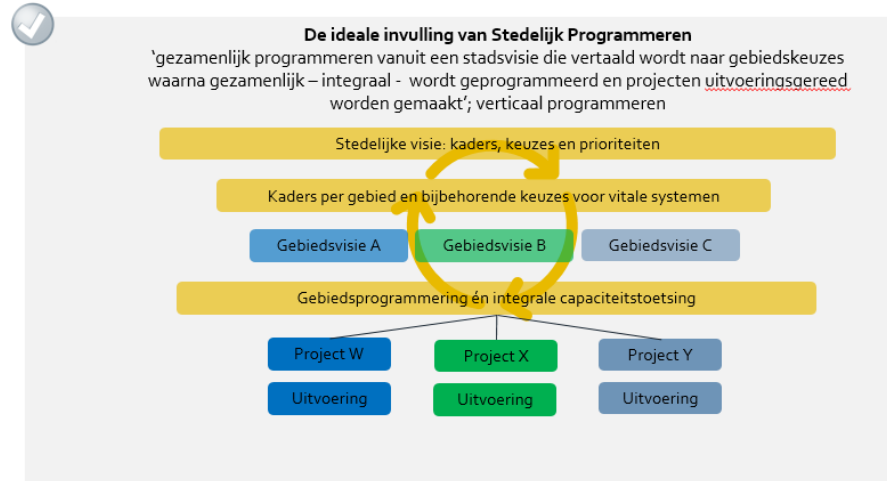 De ideale invulling van Stedelijk Programmeren
‘gezamenlijk programmeren vanuit een stadsvisie die vertaald wordt naar gebiedskeuzes
waarna gezamenlijk – integraal - wordt geprogrammeerd en projecten uitvoeringsgereed
worden gemaakt’; verticaal programmeren
Stedelijke visie: kaders, keuzes en prioriteiten
Kaders per gebied en bijbehorende keuzes voor vitale systemen
Gebiedsvisie A
Gebiedsvisie B
Gebiedsvisie C
Gebiedsprogrammering én integrale capaciteitstoetsing
Project W
Project X
Project Y
Uitvoering
Uitvoering
Uitvoering